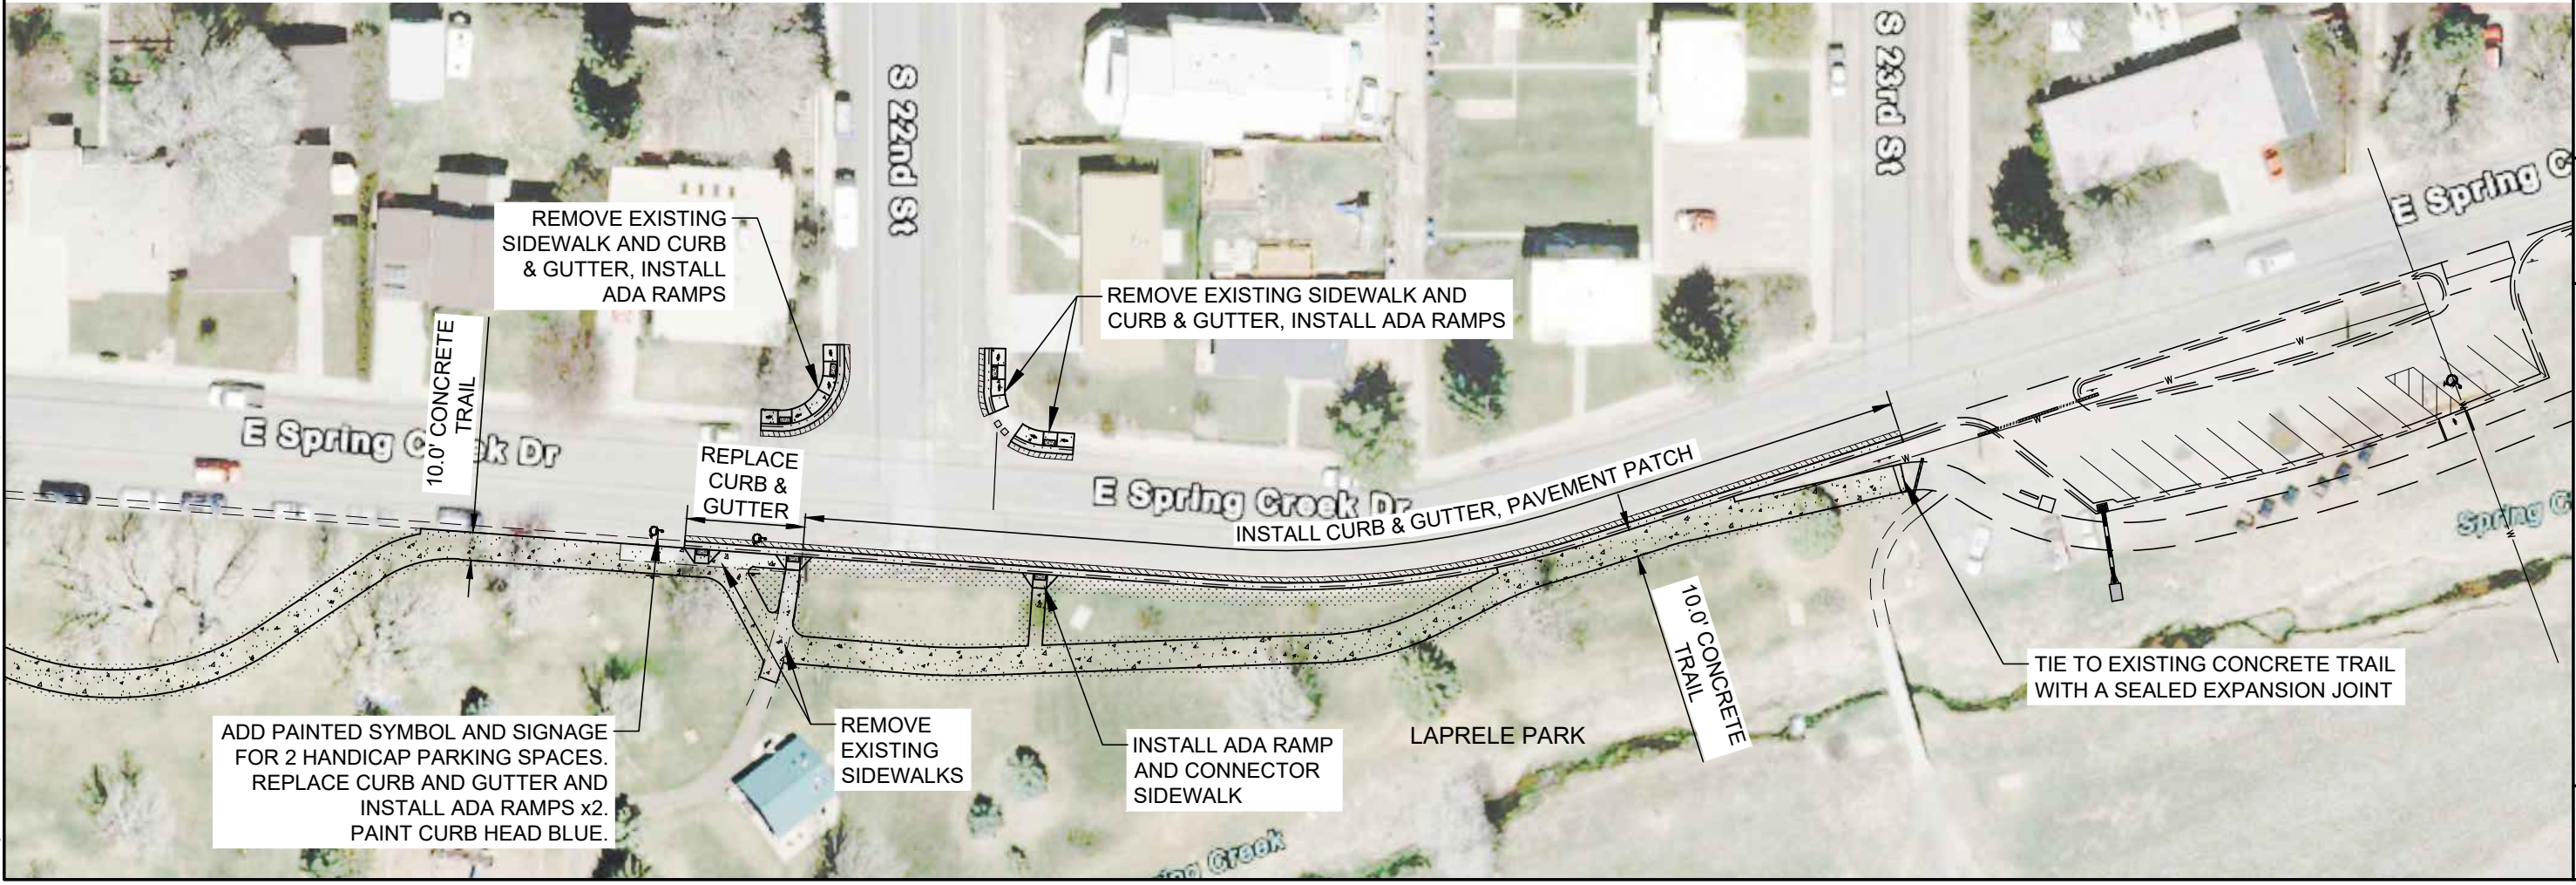 S 22nd St
S 23rd St
E Spring C
REMOVE EXISTING
SIDEWALK AND CURB
& GUTTER, INSTALL
ADA RAMPS
REMOVE EXISTING SIDEWALK AND
CURB & GUTTER, INSTALL ADA RAMPS
10.0' CONCRETE
TRAIL
E Spring C k Dr
REPLACE
CURB &
GUTTER
E Spring Creek Dr
INSTALL CURB & GUTTER, PAVEMENT PATCH
W
W
W
W
W
W
Spring C
10.0' CONCRETE
TRAIL
TIE TO EXISTING CONCRETE TRAIL
WITH A SEALED EXPANSION JOINT
ADD PAINTED SYMBOL AND SIGNAGE
FOR 2 HANDICAP PARKING SPACES.
REPLACE CURB AND GUTTER AND
INSTALL ADA RAMPS x2.
PAINT CURB HEAD BLUE.
REMOVE
EXISTING
SIDEWALKS
INSTALL ADA RAMP
AND CONNECTOR
SIDEWALK
LAPRELE PARK
ng Creek